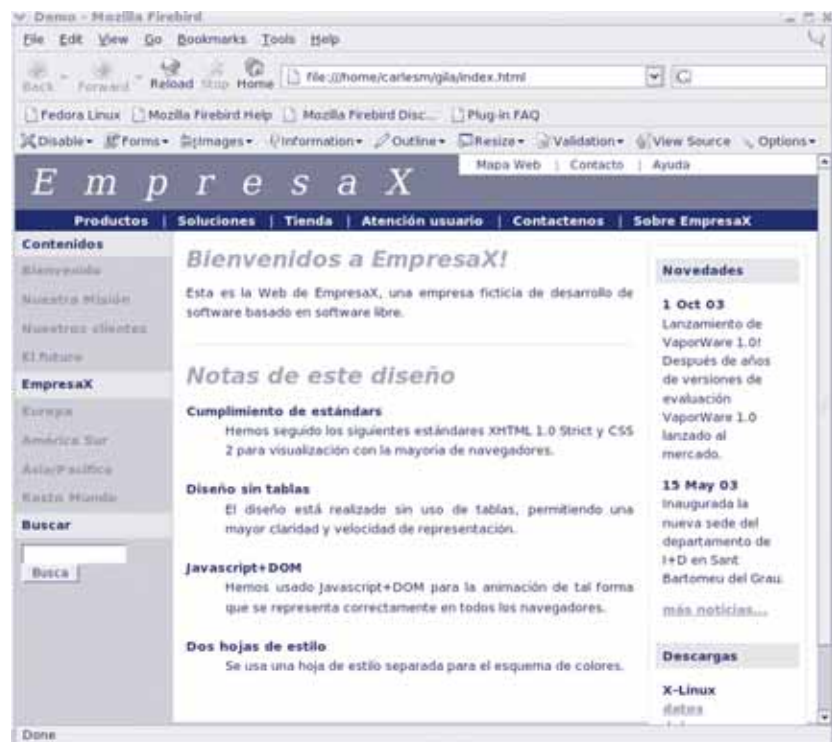 Demo - Mozilla Firebird
File Edit View Go Bookmarks Tools Help
Back Forward Reload Stop Home file:///home/carlesm/gila/index.html G
Fedora Linux Mozilla Firebird Help Mozilla Firebird Disc... Plug-in FAQ
Disable Forms Images Information Outline Resize Validation View Source Options
Mapa Web | Contacto | Ayuda
EmpresaX
Productos | Soluciones | Tienda | Atención usuario | Contactenos | Sobre EmpresaX
Contenidos
Bienvenida
Nuestra Misión
Nuestros clientes
El futuro
EmpresaX
Europa
América Sur
Asia/Pacífica
Resto Mundo
Buscar
Busca
Bienvenidos a EmpresaX!
Esta es la Web de EmpresaX, una empresa ficticia de desarrollo de
software basado en software libre.
Notas de este diseño
Cumplimiento de estándars
Hemos seguido los siguientes estándares XHTML 1.0 Strict y CSS
2 para visualización con la mayoria de navegadores.
Diseño sin tablas
El diseño está realizado sin uso de tablas, permitiendo una
mayor claridad y velocidad de representación.
Javascript+DOM
Hemos usado Javascript+DOM para la animación de tal forma
que se representa correctamente en todos los navegadores.
Dos hojas de estilo
Se usa una hoja de estilo separada para el esquema de colores.
Novedades
1 Oct 03
Lanzamiento de
VaporWare 1.0!
Después de años
de versiones de
evaluación
VaporWare 1.0
lanzado al
mercado.
15 May 03
Inaugurada la
nueva sede del
departamento de
I+D en Sant
Bartomeu del Grau.
más noticias...
Descargas
X-Linux
datos
Done